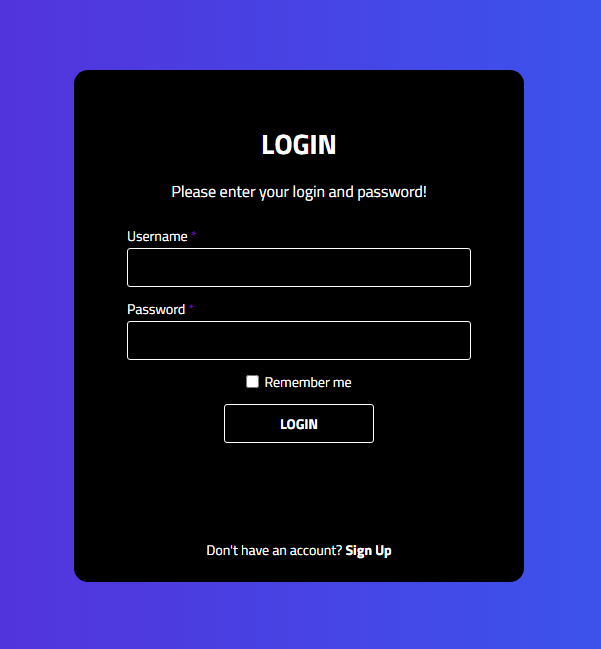 LOGIN
Please enter your login and password!
Username *
Password *
Remember me
LOGIN
Don't have an account? Sign Up